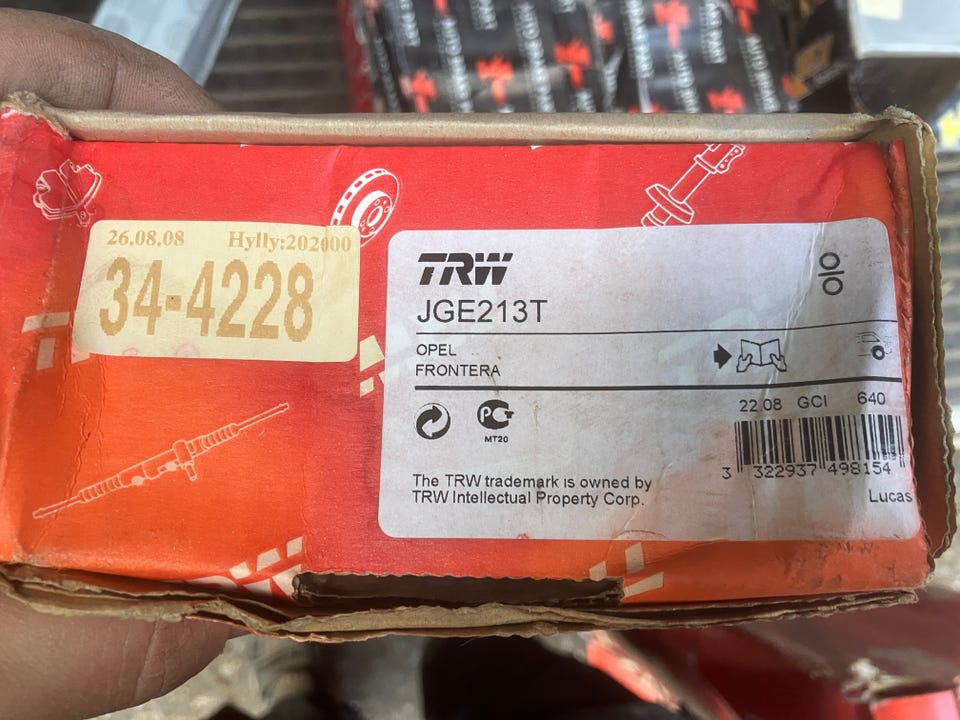 26.08.08 Hylly:202000
34-4228
TRW
JGE213T
OPEL
FRONTERA
22.08 GCI 640
PCT
MT20
3 322937 498154
The TRW trademark is owned by
TRW Intellectual Property Corp.
Lucas